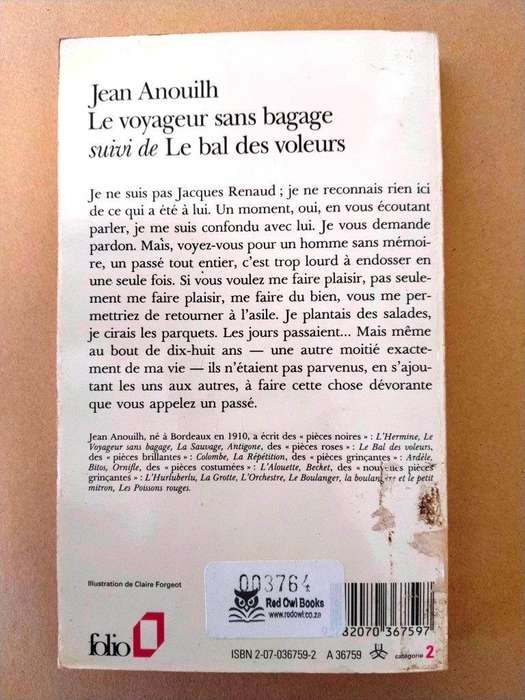 Jean Anouilh
Le voyageur sans bagage
suivi de Le bal des voleurs
Je ne suis pas Jacques Renaud ; je ne reconnais rien ici
de ce qui a été à lui. Un moment, oui, en vous écoutant
parler, je me suis confondu avec lui. Je vous demande
pardon. Mais, voyez-vous pour un homme sans mémoi-
re, un passé tout entier, c'est trop lourd à endosser en
une seule fois. Si vous voulez me faire plaisir, pas seule-
ment me faire plaisir, me faire du bien, vous me per-
mettriez de retourner à l'asile. Je plantais des salades,
je cirais les parquets. Les jours passaient... Mais même
au bout de dix-huit ans — une autre moitié exacte-
ment de ma vie — ils n'étaient pas parvenus, en s'ajou-
tant les uns aux autres, à faire cette chose dévorante
que vous appelez un passé.
Jean Anouilh, né à Bordeaux en 1910, a écrit des « pièces noires » : L'Hermine, Le
Voyageur sans bagage, La Sauvage, Antigone, des « pièces roses » : Le Bal des voleurs,
des « pièces brillantes » : Colombe, La Répétition, des « pièces grinçantes » : Ardèle,
Bitos, Ornifle, des « pièces costumées » : L'Alouette, Becket, des « nouvelles pièces
grinçantes » : L'Hurluberlu, La Grotte, L'Orchestre, Le Boulanger, la boulangère et le petit
mitron, Les Poissons rouges.
Illustration de Claire Forgeot
003764
Red Owl Books
www.redowl.co.za
folio
782070 367597
ISBN 2-07-036759-2 A 36759 catégorie 2